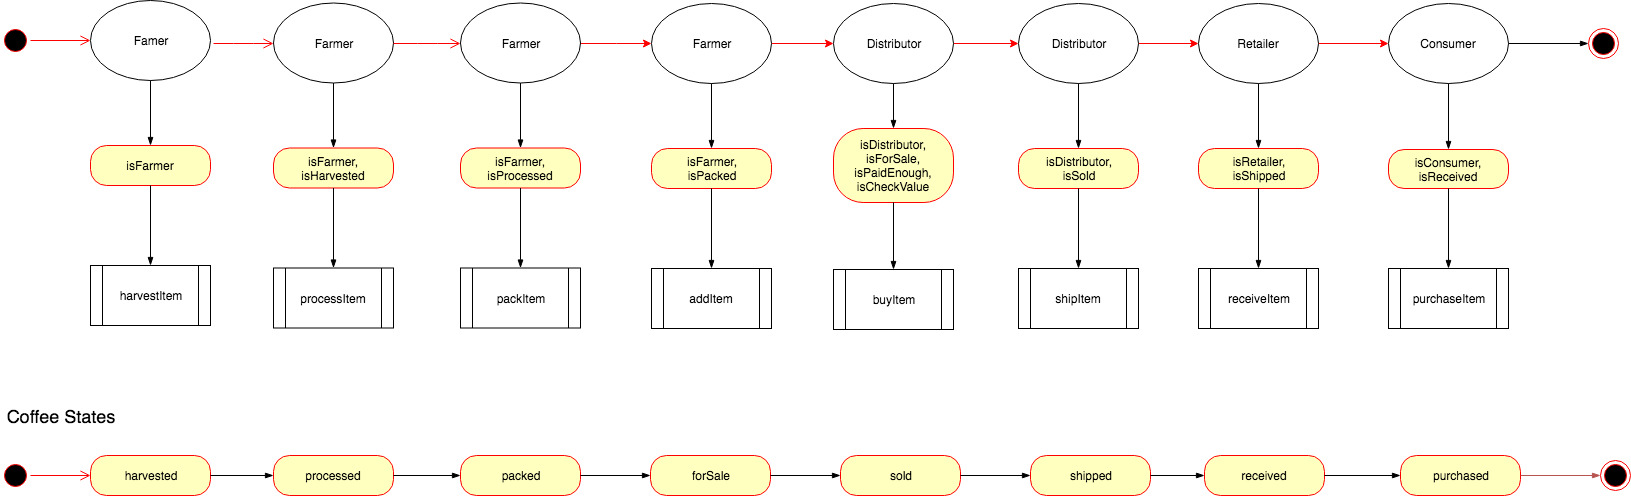 Famer
Farmer
Farmer
Farmer
Distributor
Distributor
Retailer
Consumer
isFarmer
isFarmer,
isHarvested
isFarmer,
isProcessed
isFarmer,
isPacked
isDistributor,
isForSale,
isPaidEnough,
isCheckValue
isDistributor,
isSold
isRetailer,
isShipped
isConsumer,
isReceived
harvestItem
processItem
packItem
addItem
buyItem
shipItem
receiveItem
purchaseItem
Coffee States
harvested
processed
packed
forSale
sold
shipped
received
purchased